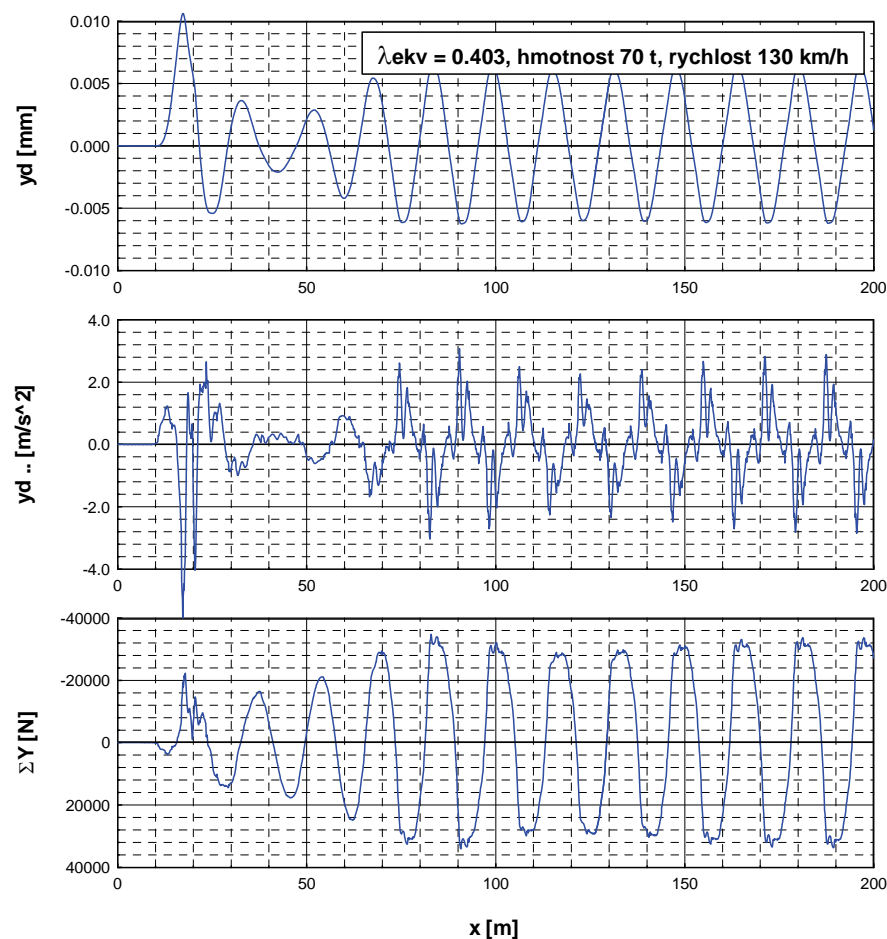 0.010
0.005
0.000
-0.005
-0.010
yd [mm]
λekv = 0.403, hmotnost 70 t, rychlost 130 km/h
0 50 100 150 200
4.0
2.0
0.0
-2.0
-4.0
yd .. [m/s^2]
0 50 100 150 200
-40000
-20000
0
20000
40000
ΣY [N]
0 50 100 150 200
x [m]